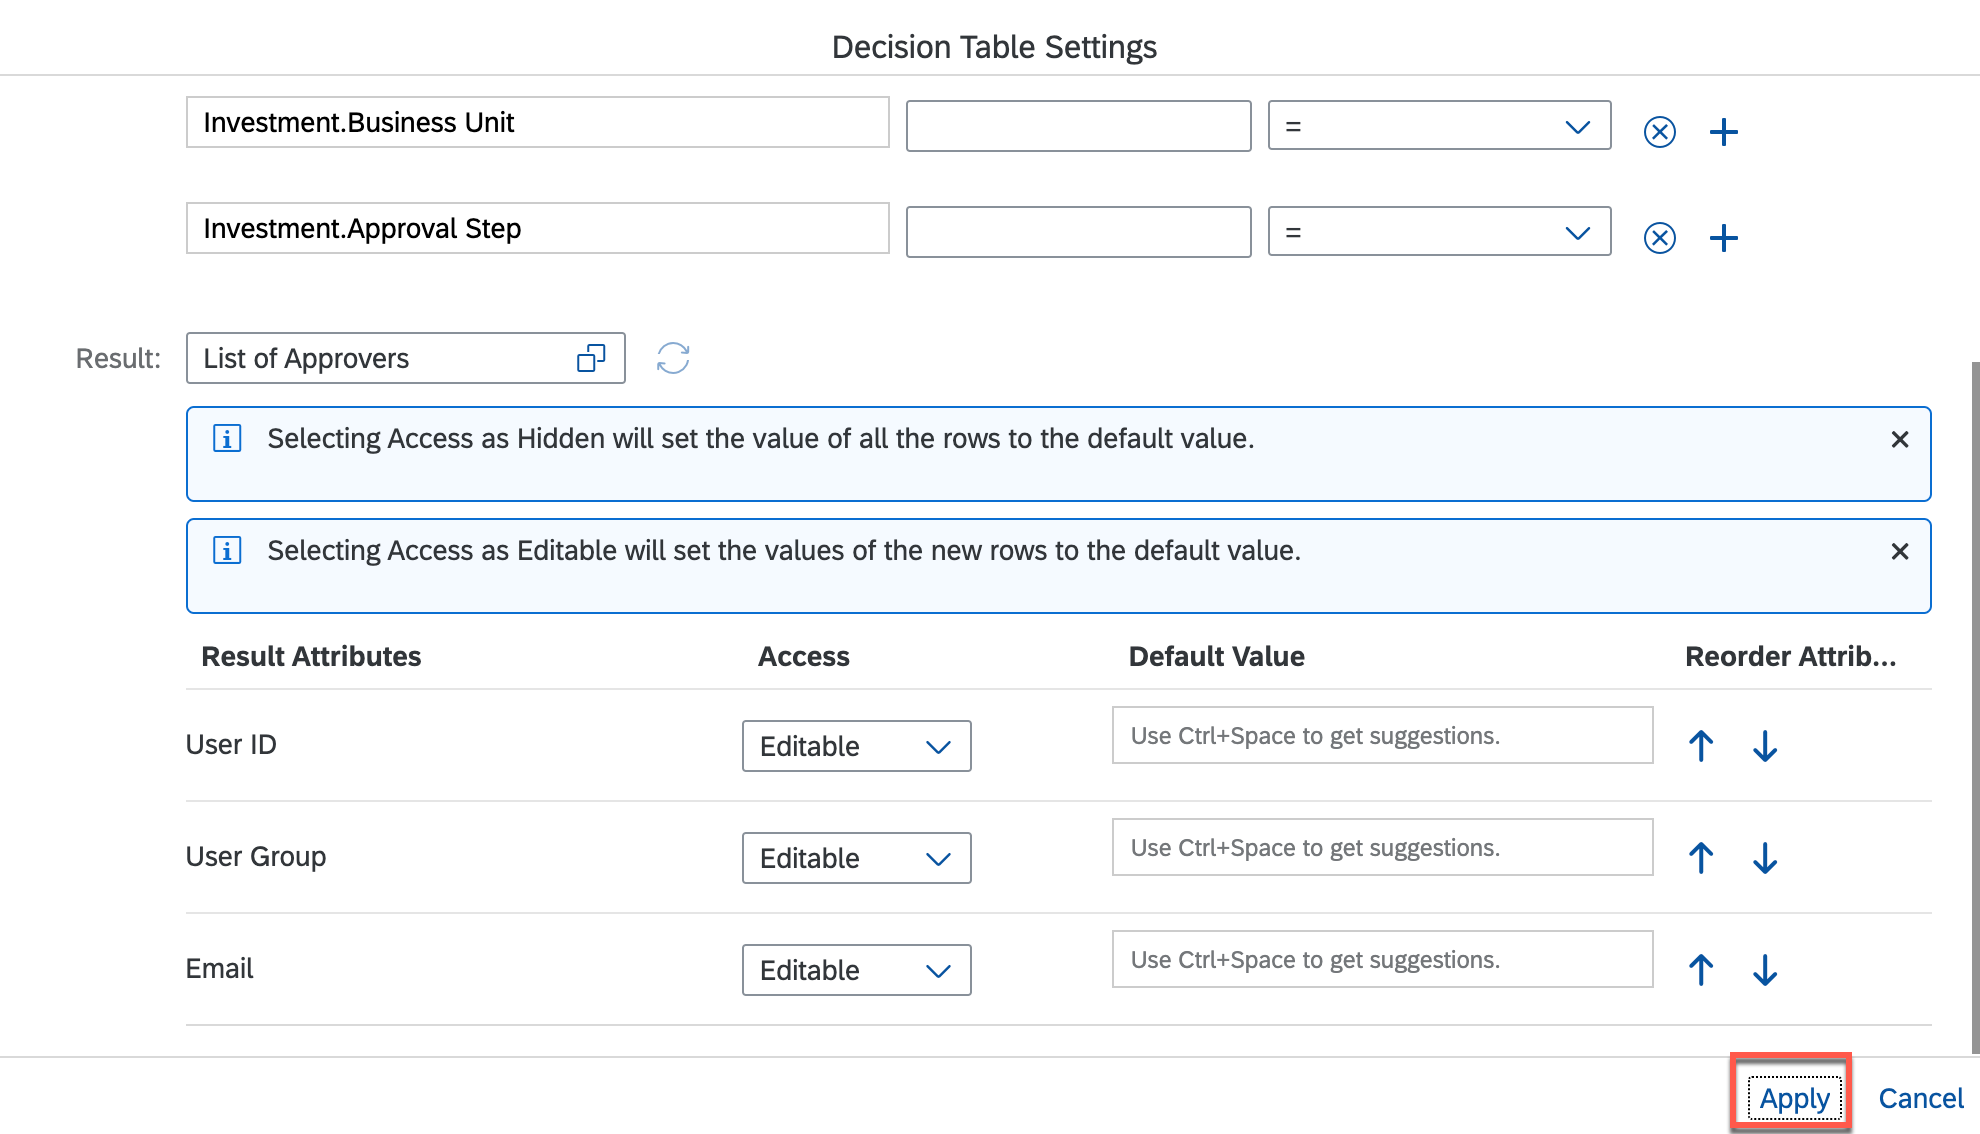 Decision Table Settings
Investment.Business Unit =
Investment.Approval Step =
Result: List of Approvers
Selecting Access as Hidden will set the value of all the rows to the default value.
Selecting Access as Editable will set the values of the new rows to the default value.
Result Attributes Access Default Value Reorder Attrib...
User ID Editable Use Ctrl+Space to get suggestions.
User Group Editable Use Ctrl+Space to get suggestions.
Email Editable Use Ctrl+Space to get suggestions.
Apply Cancel